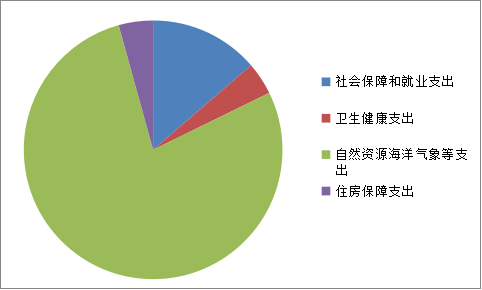 社会保障和就业支出
卫生健康支出
自然资源海洋气象等支
出
住房保障支出